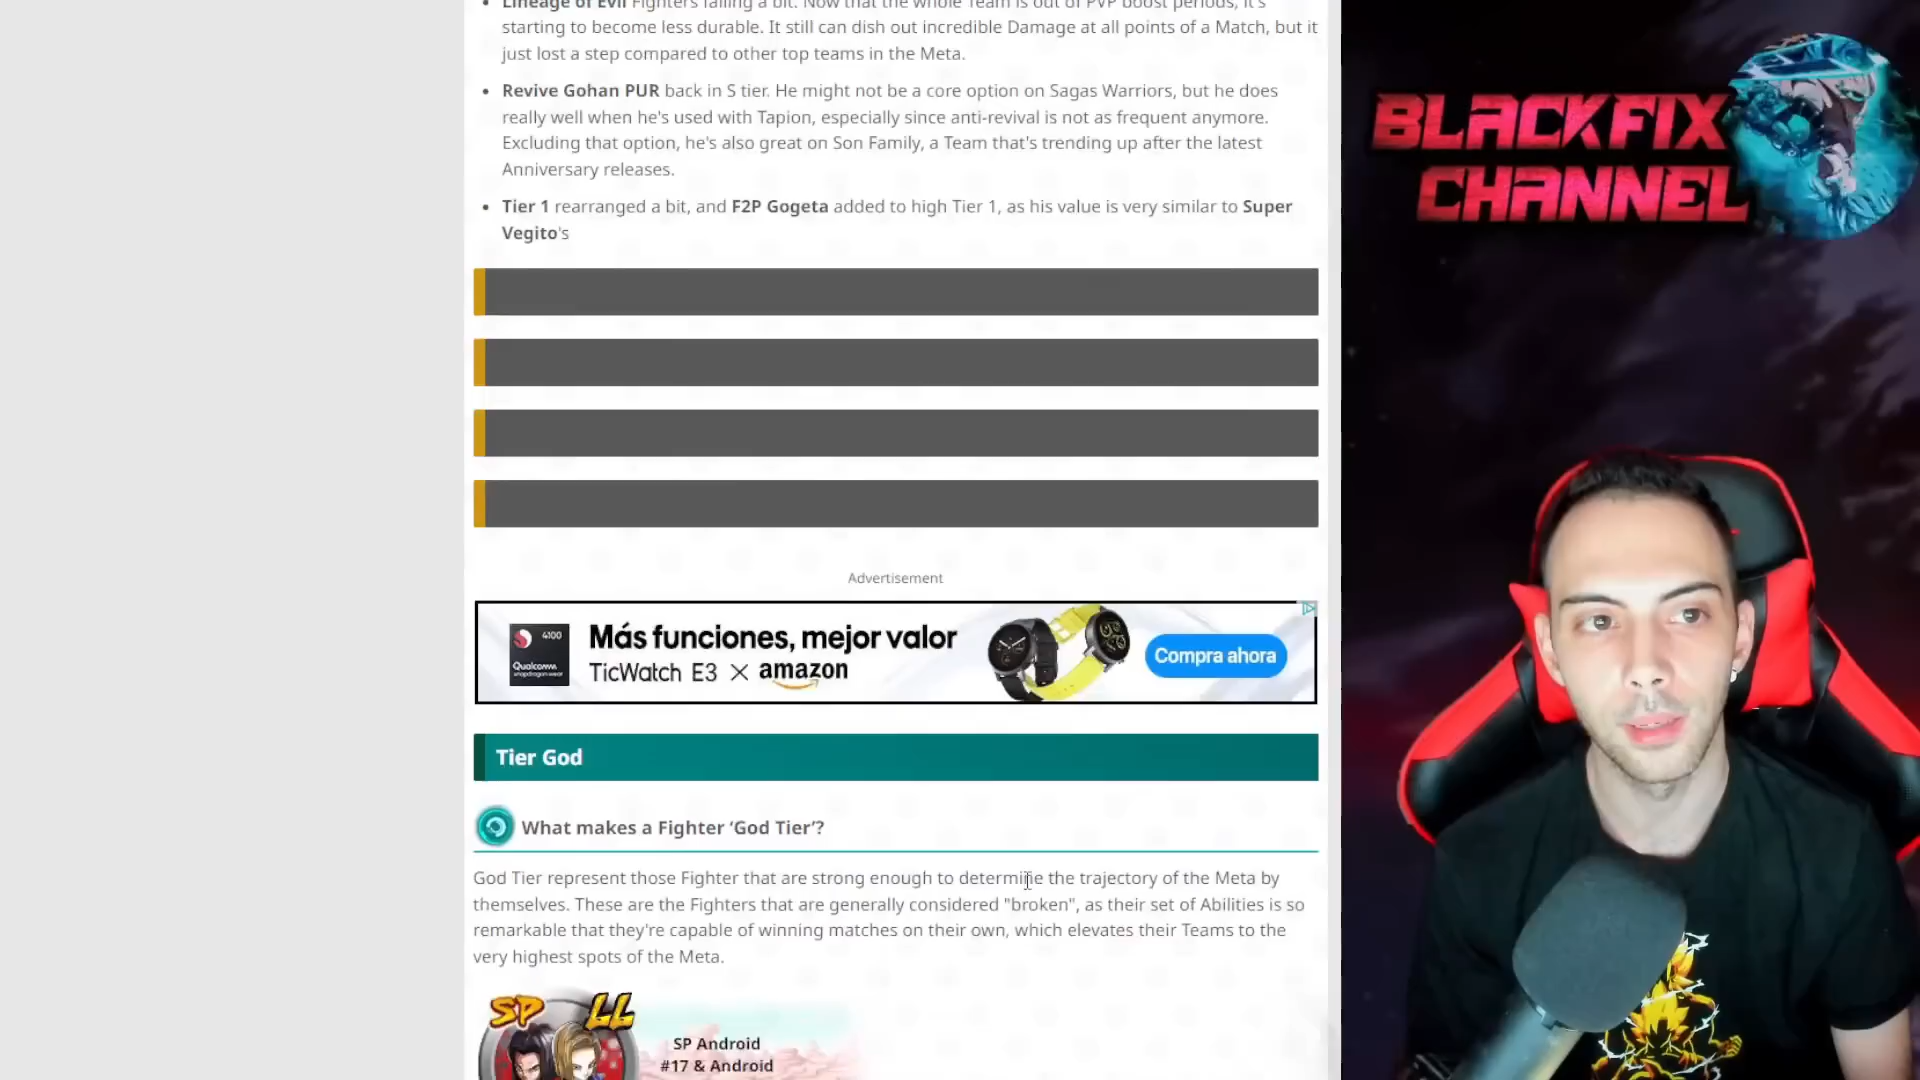 Lineage of Evil Fighters falling a bit. Now that the whole Team is out of PVP boost periods, it's
starting to become less durable. It still can dish out incredible Damage at all points of a Match, but it
just lost a step compared to other top teams in the Meta.
Revive Gohan PUR back in S tier. He might not be a core option on Sagas Warriors, but he does
really well when he's used with Tapion, especially since anti-revival is not as frequent anymore.
Excluding that option, he's also great on Son Family, a Team that's trending up after the latest
Anniversary releases.
Tier 1 rearranged a bit, and F2P Gogeta added to high Tier 1, as his value is very similar to Super
Vegito's
Advertisement
4100
Qualcomm
snapdragon wear
Más funciones, mejor valor
TicWatch E3 × amazon
Compra ahora
Tier God
What makes a Fighter ‘God Tier’?
God Tier represent those Fighter that are strong enough to determine the trajectory of the Meta by
themselves. These are the Fighters that are generally considered "broken", as their set of Abilities is so
remarkable that they're capable of winning matches on their own, which elevates their Teams to the
very highest spots of the Meta.
SP LL
SP Android
#17 & Android
BLACKFIX
CHANNEL